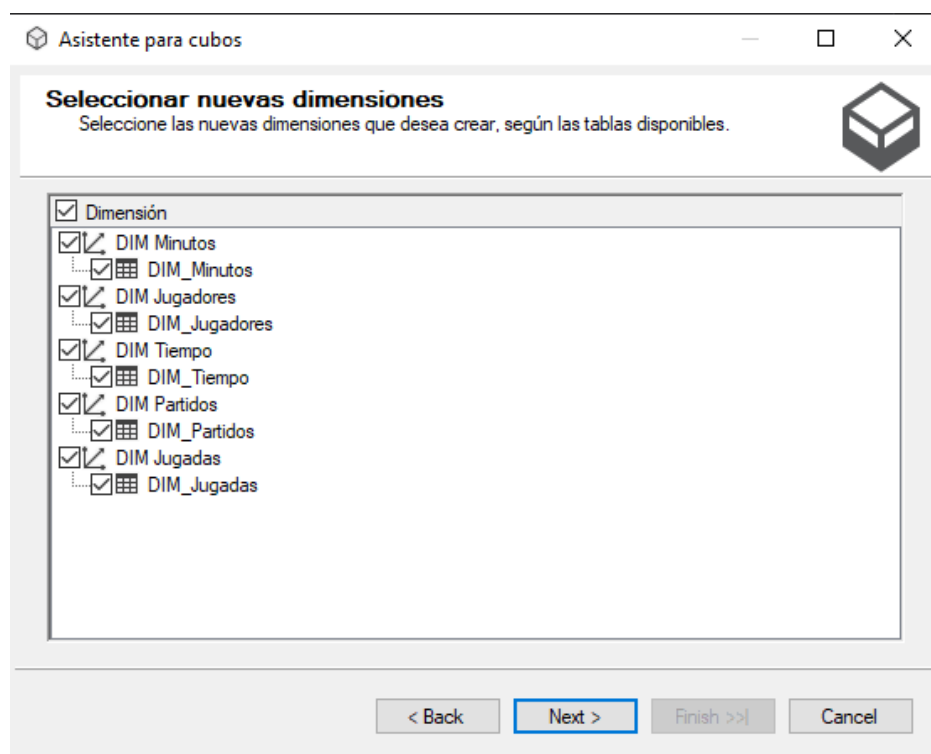 Asistente para cubos
Seleccionar nuevas dimensiones
Seleccione las nuevas dimensiones que desea crear, según las tablas disponibles.
Dimensión
DIM Minutos
DIM_Minutos
DIM Jugadores
DIM_Jugadores
DIM Tiempo
DIM_Tiempo
DIM Partidos
DIM_Partidos
DIM Jugadas
DIM_Jugadas
< Back Next > Finish >>| Cancel